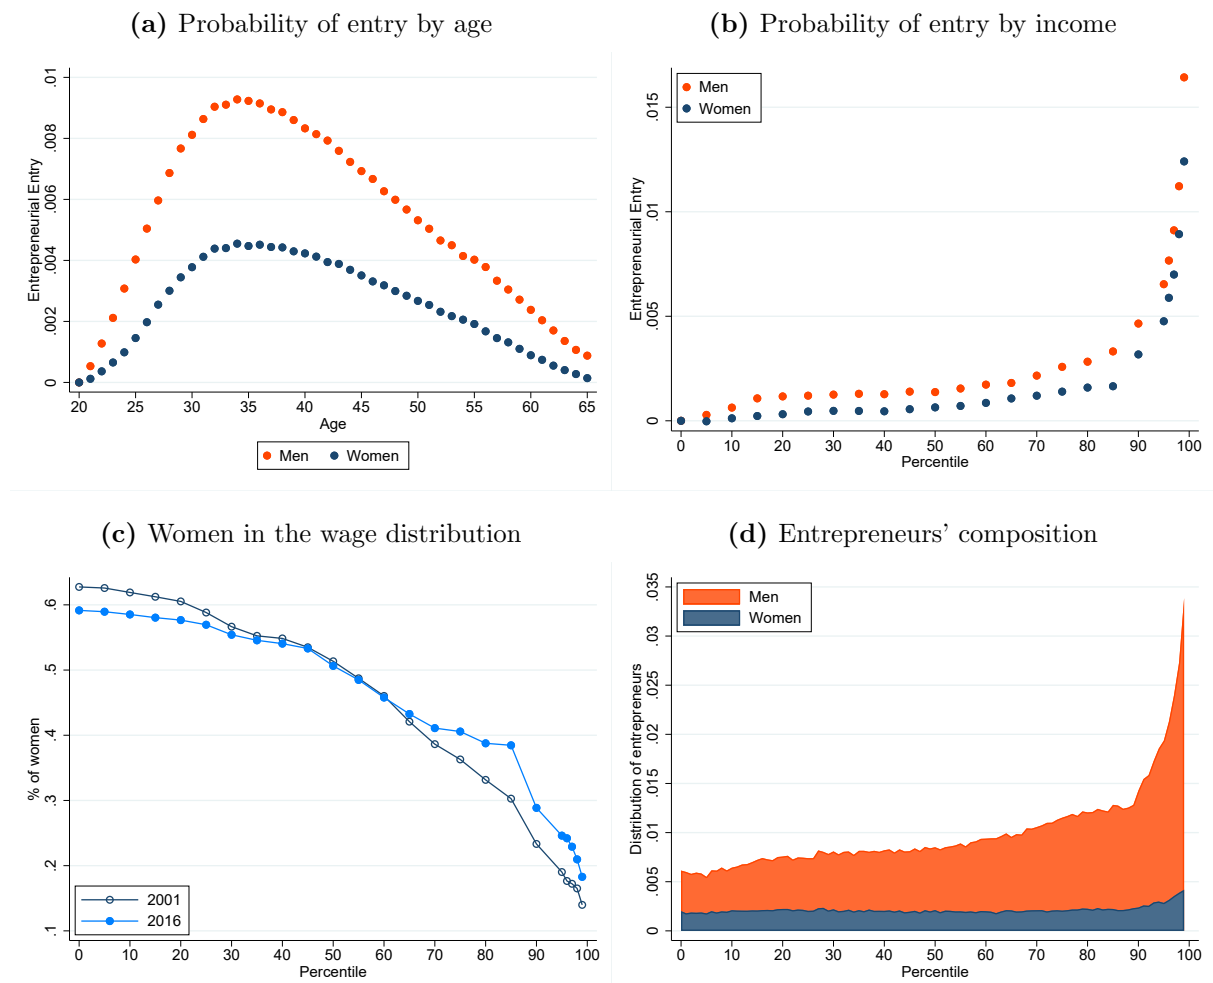 (a) Probability of entry by age
Entrepreneurial Entry
.01
.008
.006
.004
.002
0
20 25 30 35 40 45 50 55 60 65
Age
Men Women
(b) Probability of entry by income
Men
Women
Entrepreneurial Entry
.015
.01
.005
0
0 10 20 30 40 50 60 70 80 90 100
Percentile
(c) Women in the wage distribution
% of women
.6
.5
.4
.3
.2
.1
2001
2016
0 10 20 30 40 50 60 70 80 90 100
Percentile
(d) Entrepreneurs' composition
Men
Women
Distribution of entrepreneurs
.035
.03
.025
.02
.015
.01
.005
0
0 10 20 30 40 50 60 70 80 90 100
Percentile